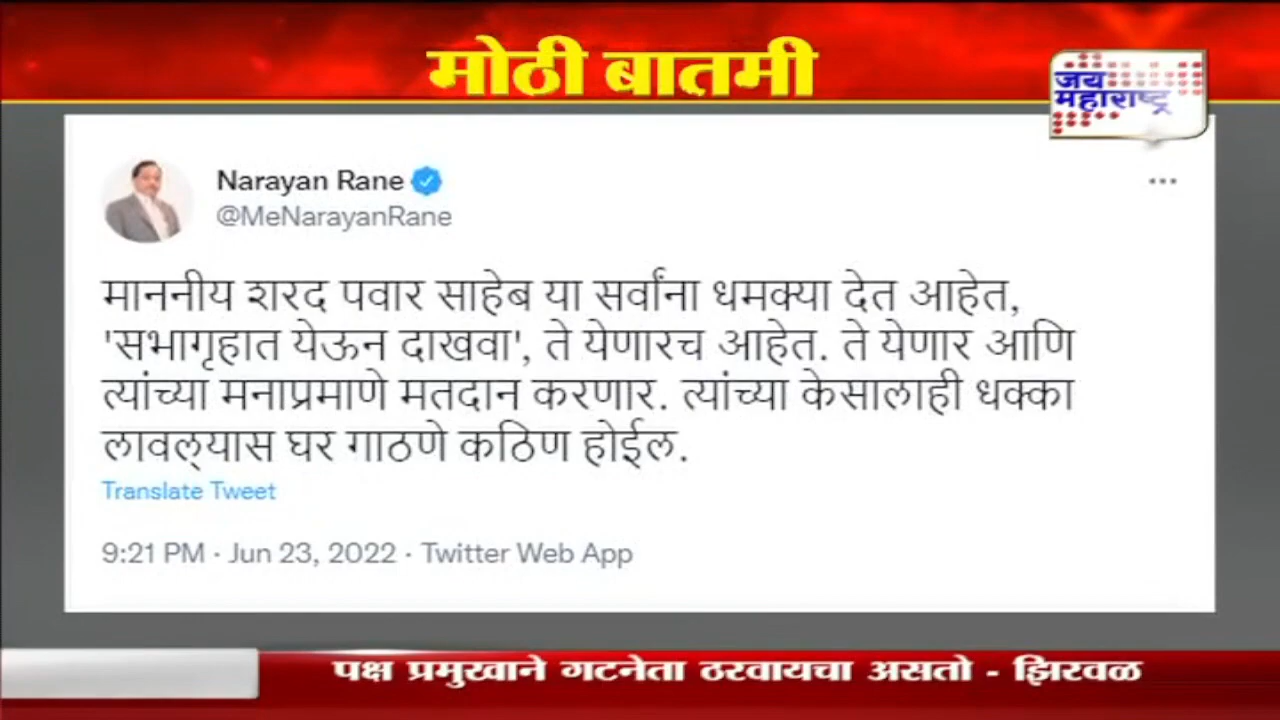 मोठी बातमी
जय
महाराष्ट्र
Narayan Rane
@MeNarayanRane
माननीय शरद पवार साहेब या सर्वांना धमक्या देत आहेत,
'सभागृहात येऊन दाखवा', ते येणारच आहेत. ते येणार आणि
त्यांच्या मनाप्रमाणे मतदान करणार. त्यांच्या केसालाही धक्का
लावल्‍यास घर गाठणे कठिण होईल.
Translate Tweet
9:21 PM · Jun 23, 2022 · Twitter Web App
पक्ष प्रमुखाने गटनेता ठरवायचा असतो - झिरवळ